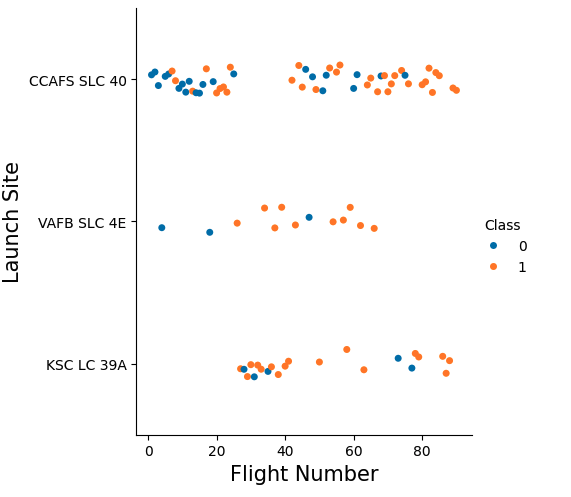 Launch Site
CCAFS SLC 40
VAFB SLC 4E
KSC LC 39A
0 20 40 60 80
Flight Number
Class
0
1